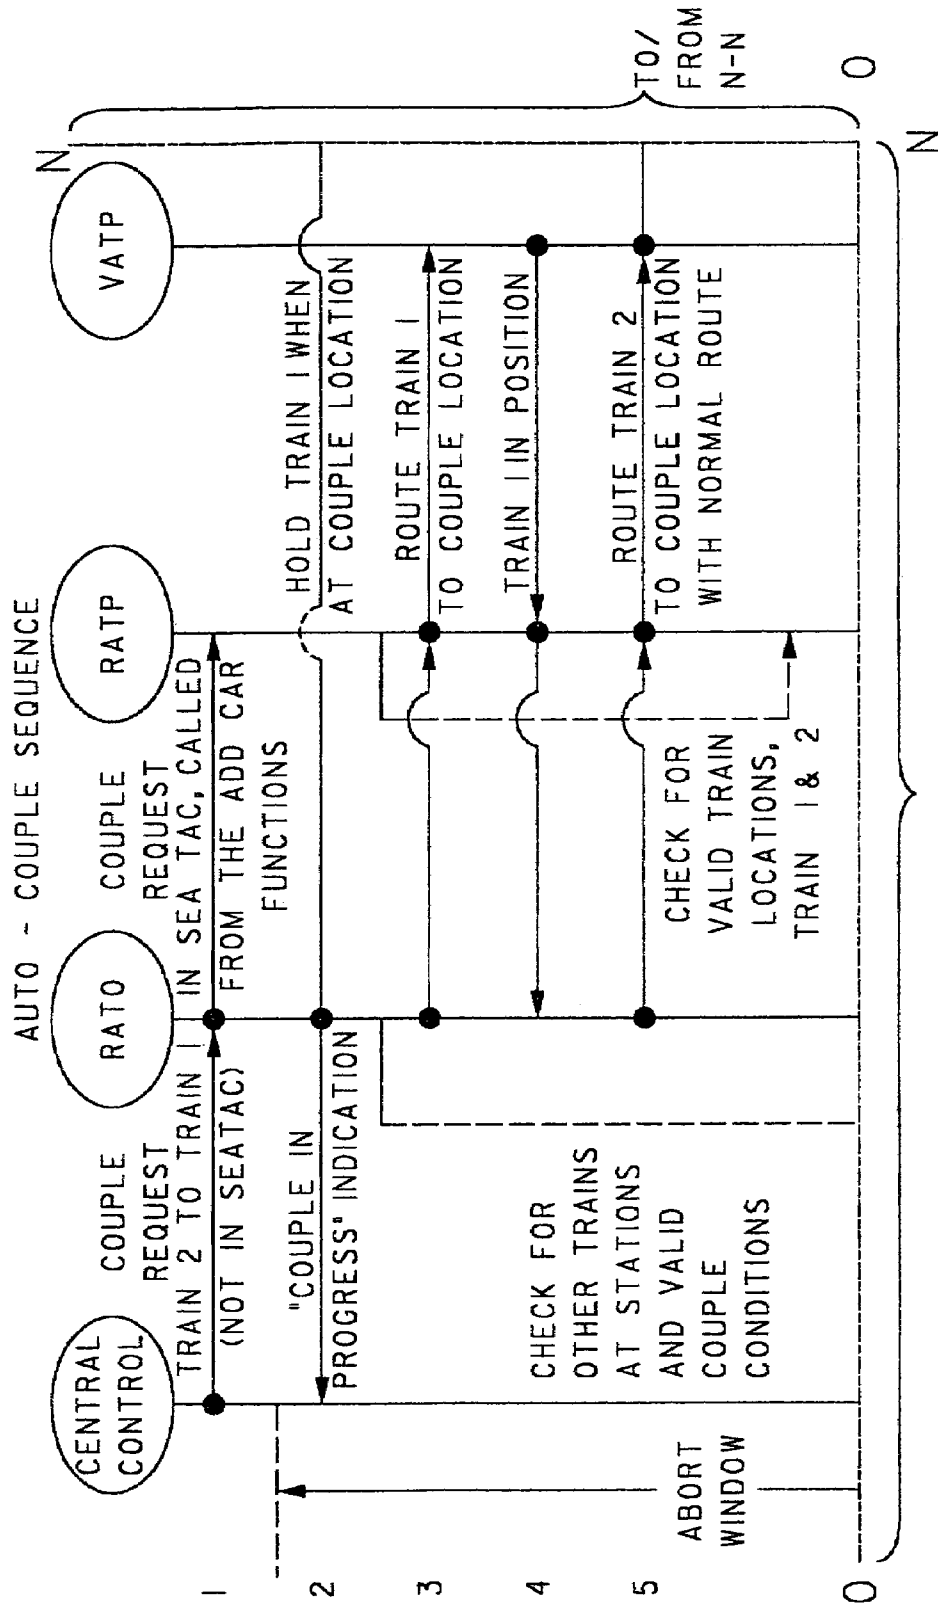 AUTO - COUPLE SEQUENCE
CENTRAL
CONTROL
RATO
RATP
VATP
N
1
COUPLE
REQUEST
TRAIN 2 TO TRAIN 1
(NOT IN SEATAC)
COUPLE
REQUEST
IN SEA TAC, CALLED
FROM THE ADD CAR
FUNCTIONS
2
"COUPLE IN
PROGRESS" INDICATION
HOLD TRAIN 1 WHEN
AT COUPLE LOCATION
3
ROUTE TRAIN 1
TO COUPLE LOCATION
4
TRAIN 1 IN POSITION
5
ROUTE TRAIN 2
TO COUPLE LOCATION
WITH NORMAL ROUTE
CHECK FOR
OTHER TRAINS
AT STATIONS
AND VALID
COUPLE
CONDITIONS
CHECK FOR
VALID TRAIN
LOCATIONS,
TRAIN 1 & 2
ABORT
WINDOW
TO/
FROM
N-N
O
O
N